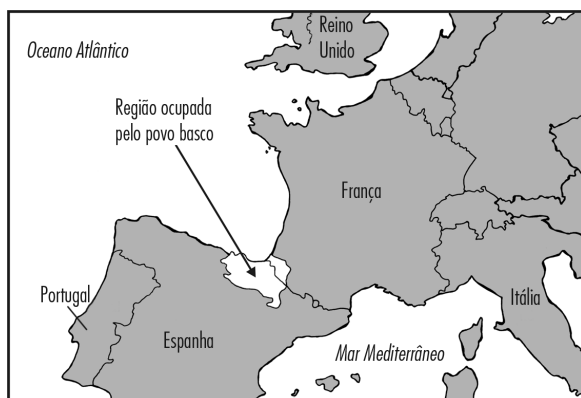 Reino
Unido
Oceano Atlântico
Região ocupada
pelo povo basco
França
Portugal
Espanha
Itália
Mar Mediterrâneo